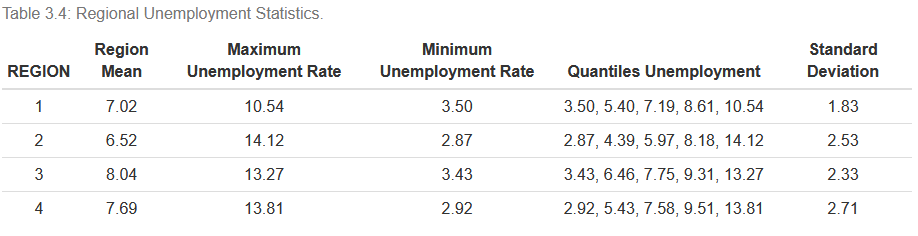 Table 3.4: Regional Unemployment Statistics.
REGION Region Mean Maximum Unemployment Rate Minimum Unemployment Rate Quantiles Unemployment Standard Deviation
1 7.02 10.54 3.50 3.50, 5.40, 7.19, 8.61, 10.54 1.83
2 6.52 14.12 2.87 2.87, 4.39, 5.97, 8.18, 14.12 2.53
3 8.04 13.27 3.43 3.43, 6.46, 7.75, 9.31, 13.27 2.33
4 7.69 13.81 2.92 2.92, 5.43, 7.58, 9.51, 13.81 2.71